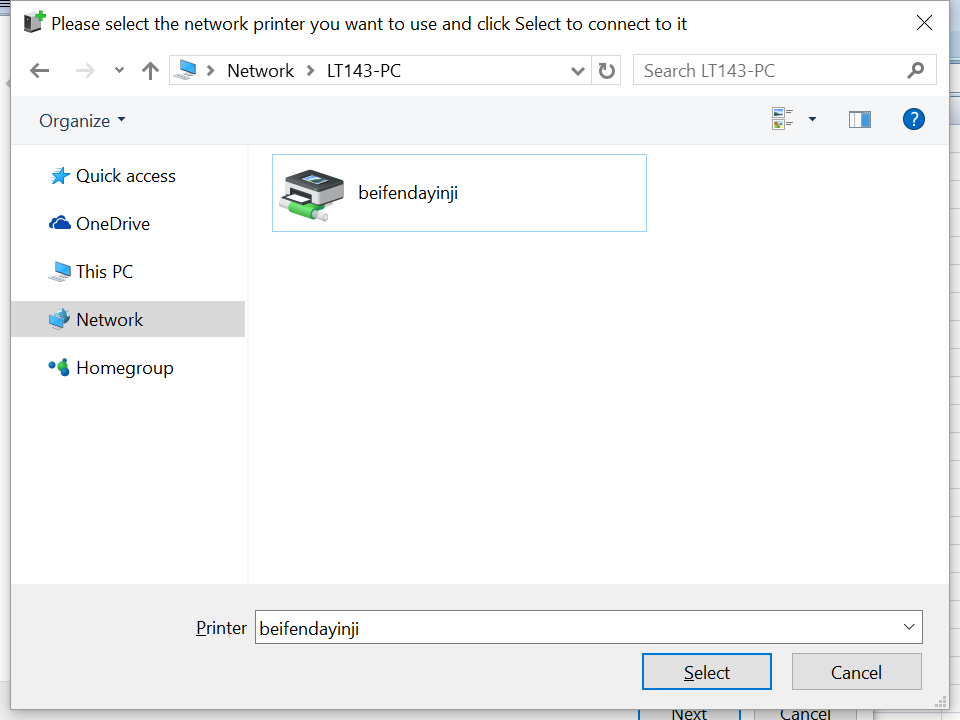 Please select the network printer you want to use and click Select to connect to it
Network > LT143-PC
Search LT143-PC
Organize
?
Quick access
OneDrive
This PC
Network
Homegroup
beifendayinji
Printer
beifendayinji
Select
Cancel
Next
Cancel